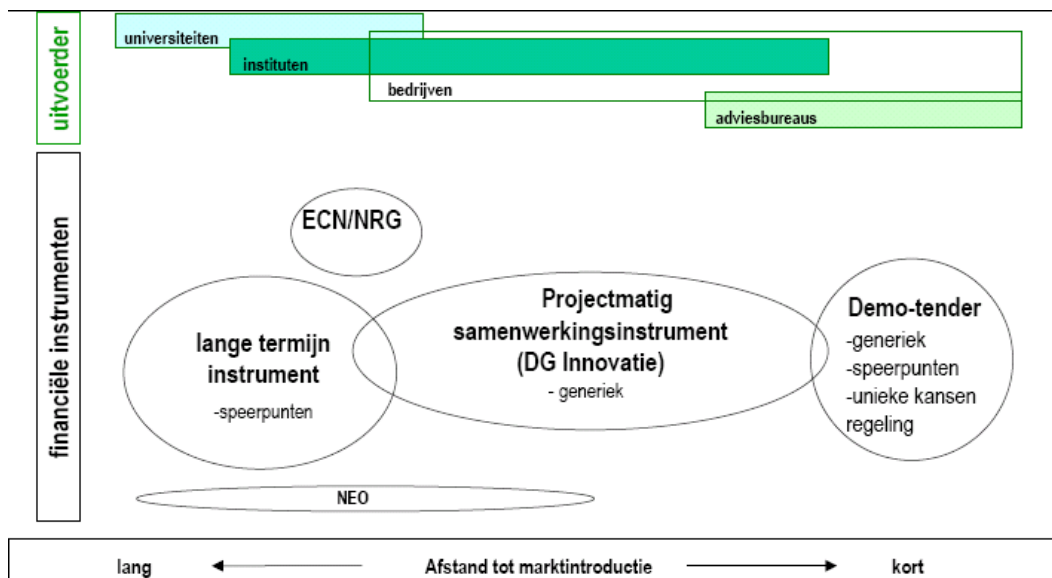 uitvoerder
universiteiten
instituten
bedrijven
adviesbureaus
financiële instrumenten
ECN/NRG
lange termijn
instrument
-speerpunten
Projectmatig
samenwerkingsinstrument
(DG Innovatie)
- generiek
Demo-tender
-generiek
-speerpunten
-unieke kansen
regeling
NEO
lang
Afstand tot marktintroductie
kort